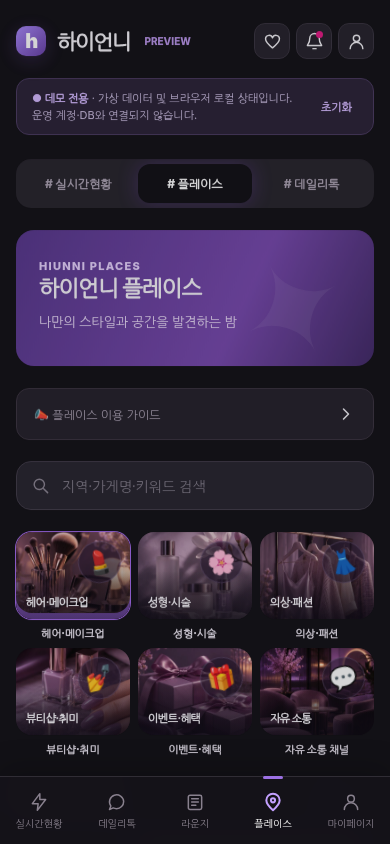 h 하이언니 PREVIEW
데모 전용 · 가상 데이터 및 브라우저 로컬 상태입니다.
운영 계정·DB와 연결되지 않습니다.
초기화
# 실시간현황 # 플레이스 # 데일리톡
HIUNNI PLACES
하이언니 플레이스
나만의 스타일과 공간을 발견하는 밤
플레이스 이용 가이드
지역·가게명·키워드 검색
헤어·메이크업 성형·시술 의상·패션
헤어·메이크업 성형·시술 의상·패션
뷰티샵·취미 이벤트·혜택 자유 소통
뷰티샵·취미 이벤트·혜택 자유 소통 채널
실시간현황 데일리톡 라운지 플레이스 마이페이지